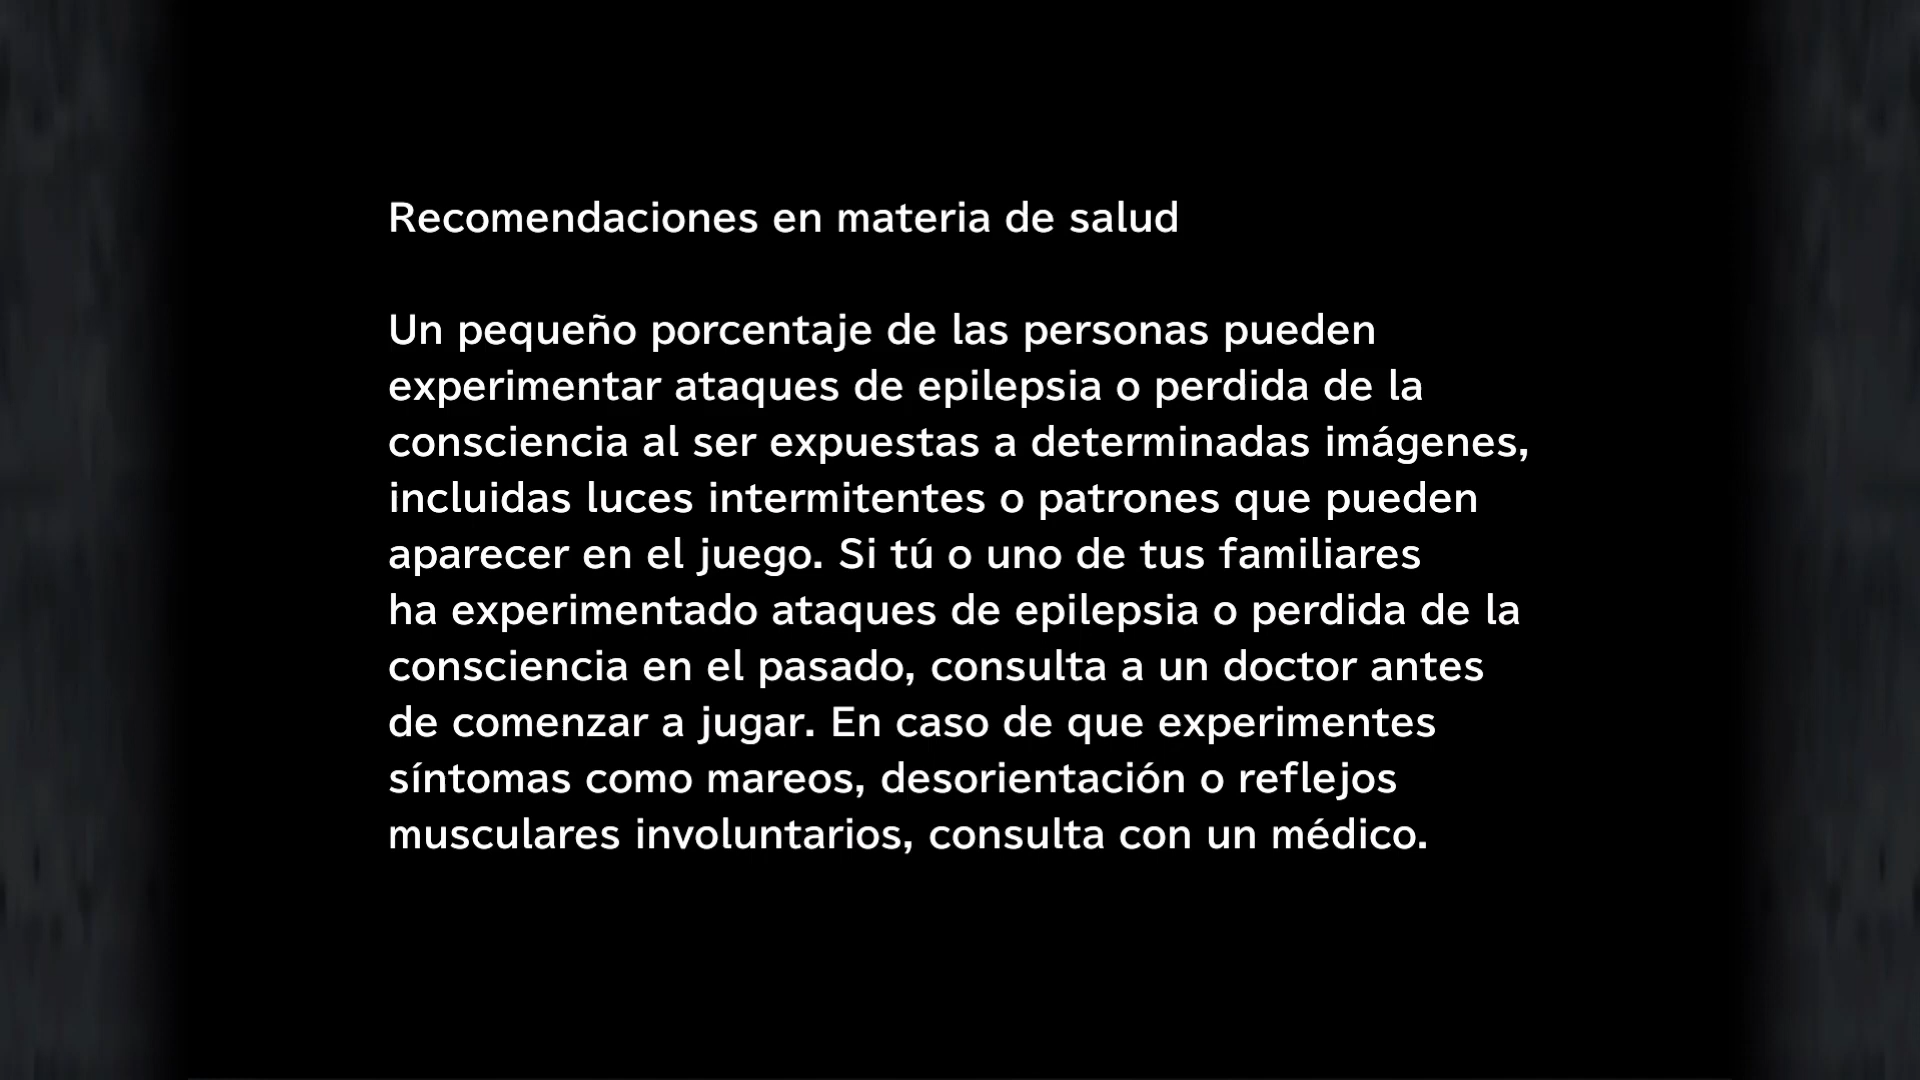 Recomendaciones en materia de salud
Un pequeño porcentaje de las personas pueden
experimentar ataques de epilepsia o perdida de la
consciencia al ser expuestas a determinadas imágenes,
incluidas luces intermitentes o patrones que pueden
aparecer en el juego. Si tú o uno de tus familiares
ha experimentado ataques de epilepsia o perdida de la
consciencia en el pasado, consulta a un doctor antes
de comenzar a jugar. En caso de que experimentes
síntomas como mareos, desorientación o reflejos
musculares involuntarios, consulta con un médico.